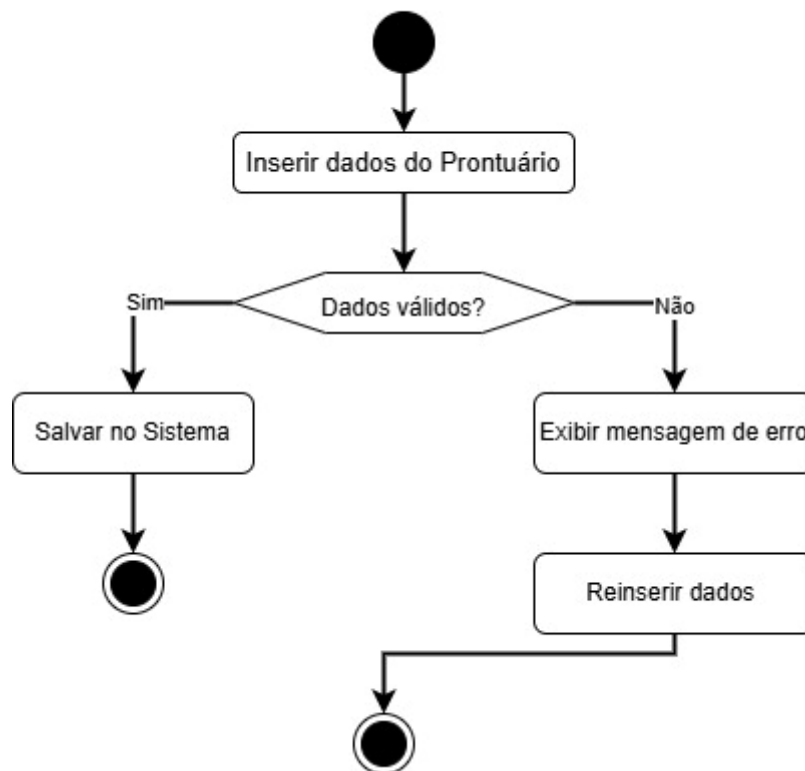 Inserir dados do Prontuário
Dados válidos?
Sim
Não
Salvar no Sistema
Exibir mensagem de erro
Reinserir dados